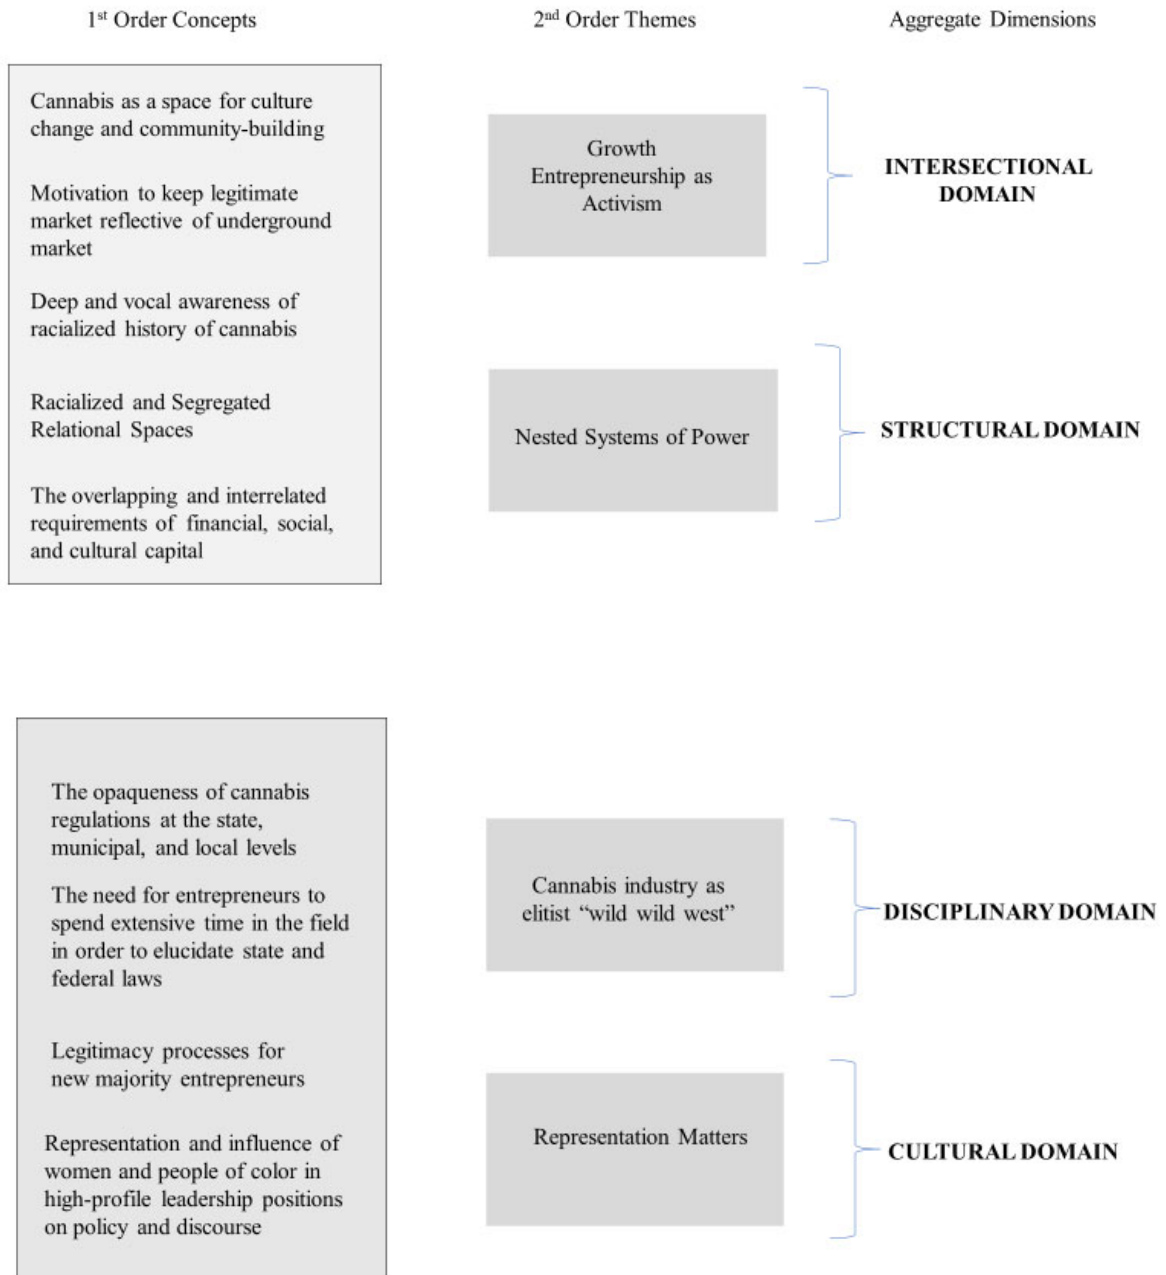 1st Order Concepts
2nd Order Themes
Aggregate Dimensions
Cannabis as a space for culture
change and community-building
Motivation to keep legitimate
market reflective of underground
market
Deep and vocal awareness of
racialized history of cannabis
Racialized and Segregated
Relational Spaces
The overlapping and interrelated
requirements of financial, social,
and cultural capital
Growth
Entrepreneurship as
Activism
INTERSECTIONAL
DOMAIN
Nested Systems of Power
STRUCTURAL DOMAIN
The opaqueness of cannabis
regulations at the state,
municipal, and local levels
The need for entrepreneurs to
spend extensive time in the field
in order to elucidate state and
federal laws
Legitimacy processes for
new majority entrepreneurs
Representation and influence of
women and people of color in
high-profile leadership positions
on policy and discourse
Cannabis industry as
elitist “wild wild west”
DISCIPLINARY DOMAIN
Representation Matters
CULTURAL DOMAIN